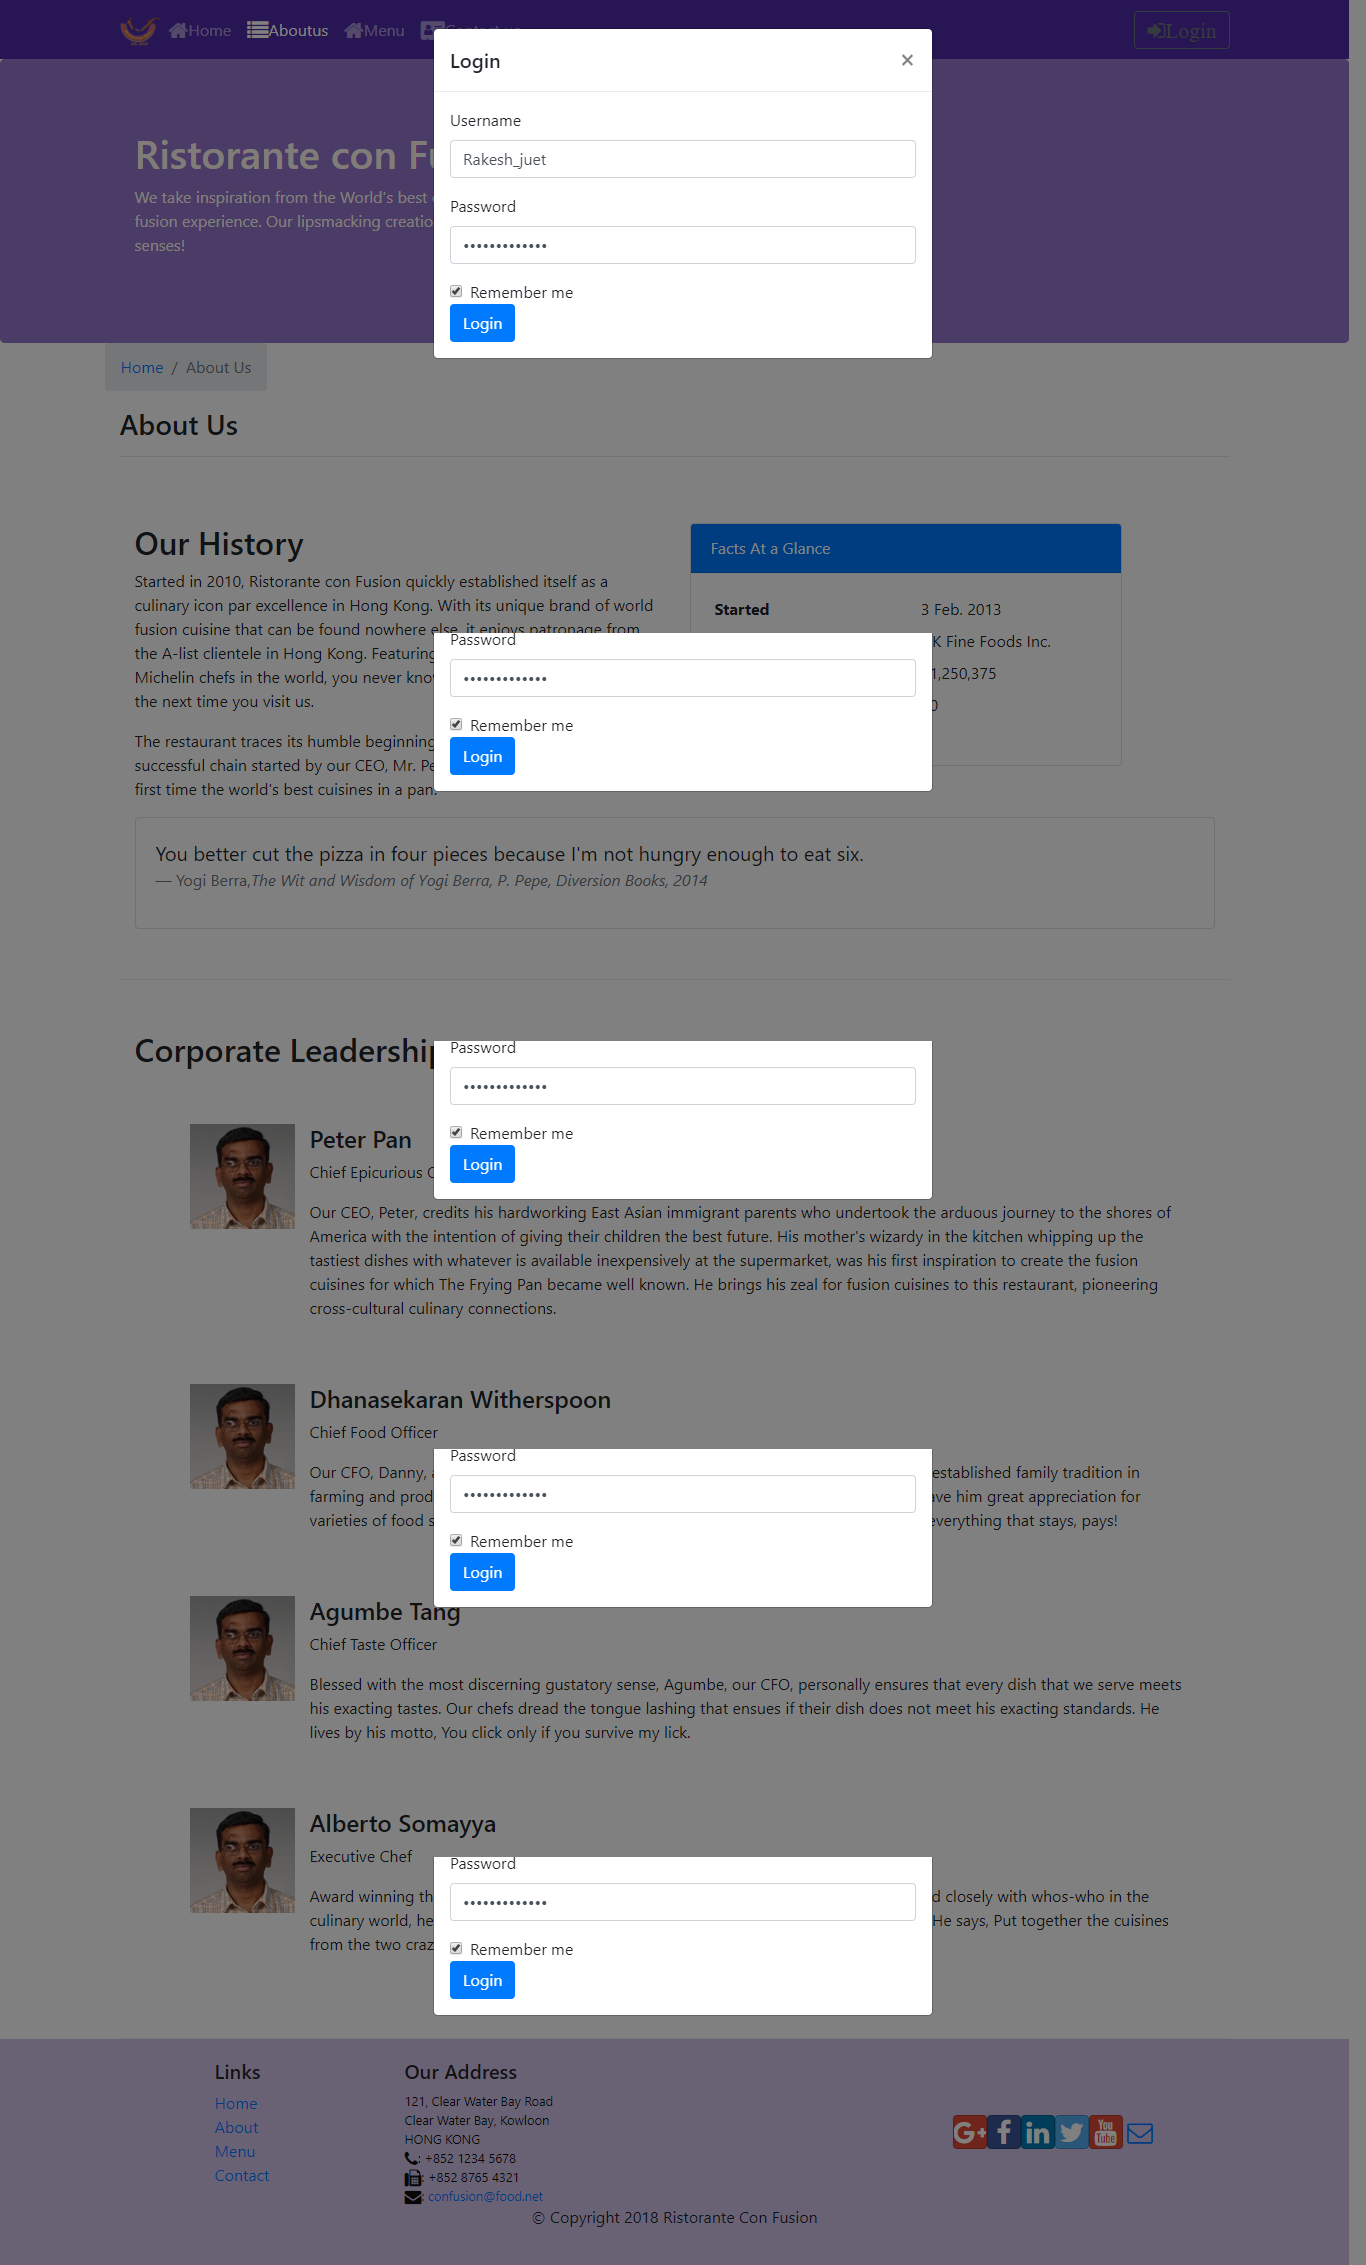 Home Aboutus Menu Contact us Login
Login ×
Username
Rakesh_juet
Password
•••••••••••••
Remember me
Login
Ristorante con Fu
We take inspiration from the World's best
fusion experience. Our lipsmacking creatio
senses!
Home / About Us
About Us
Our History
Started in 2010, Ristorante con Fusion quickly established itself as a
culinary icon par excellence in Hong Kong. With its unique brand of world
fusion cuisine that can be found nowhere else, it enjoys patronage from
the A-list clientele in Hong Kong. Featuring
Michelin chefs in the world, you never kno
the next time you visit us.
The restaurant traces its humble beginning
successful chain started by our CEO, Mr. Pe
first time the world's best cuisines in a pan.
Facts At a Glance
Started 3 Feb. 2013
K Fine Foods Inc.
1,250,375
0
Password
•••••••••••••
Remember me
Login
You better cut the pizza in four pieces because I'm not hungry enough to eat six.
— Yogi Berra,The Wit and Wisdom of Yogi Berra, P. Pepe, Diversion Books, 2014
Corporate Leadership
Password
•••••••••••••
Remember me
Login
Peter Pan
Chief Epicurious
Our CEO, Peter, credits his hardworking East Asian immigrant parents who undertook the arduous journey to the shores of
America with the intention of giving their children the best future. His mother's wizardy in the kitchen whipping up the
tastiest dishes with whatever is available inexpensively at the supermarket, was his first inspiration to create the fusion
cuisines for which The Frying Pan became well known. He brings his zeal for fusion cuisines to this restaurant, pioneering
cross-cultural culinary connections.
Dhanasekaran Witherspoon
Chief Food Officer
Our CFO, Danny, established family tradition in
farming and prod ave him great appreciation for
varieties of food s everything that stays, pays!
Password
•••••••••••••
Remember me
Login
Agumbe Tang
Chief Taste Officer
Blessed with the most discerning gustatory sense, Agumbe, our CFO, personally ensures that every dish that we serve meets
his exacting tastes. Our chefs dread the tongue lashing that ensues if their dish does not meet his exacting standards. He
lives by his motto, You click only if you survive my lick.
Alberto Somayya
Executive Chef
Award winning th d closely with whos-who in the
culinary world, he He says, Put together the cuisines
from the two craz
Password
•••••••••••••
Remember me
Login
Links
Home
About
Menu
Contact
Our Address
121, Clear Water Bay Road
Clear Water Bay, Kowloon
HONG KONG
: +852 1234 5678
: +852 8765 4321
: confusion@food.net
G+ f in You Tube
© Copyright 2018 Ristorante Con Fusion